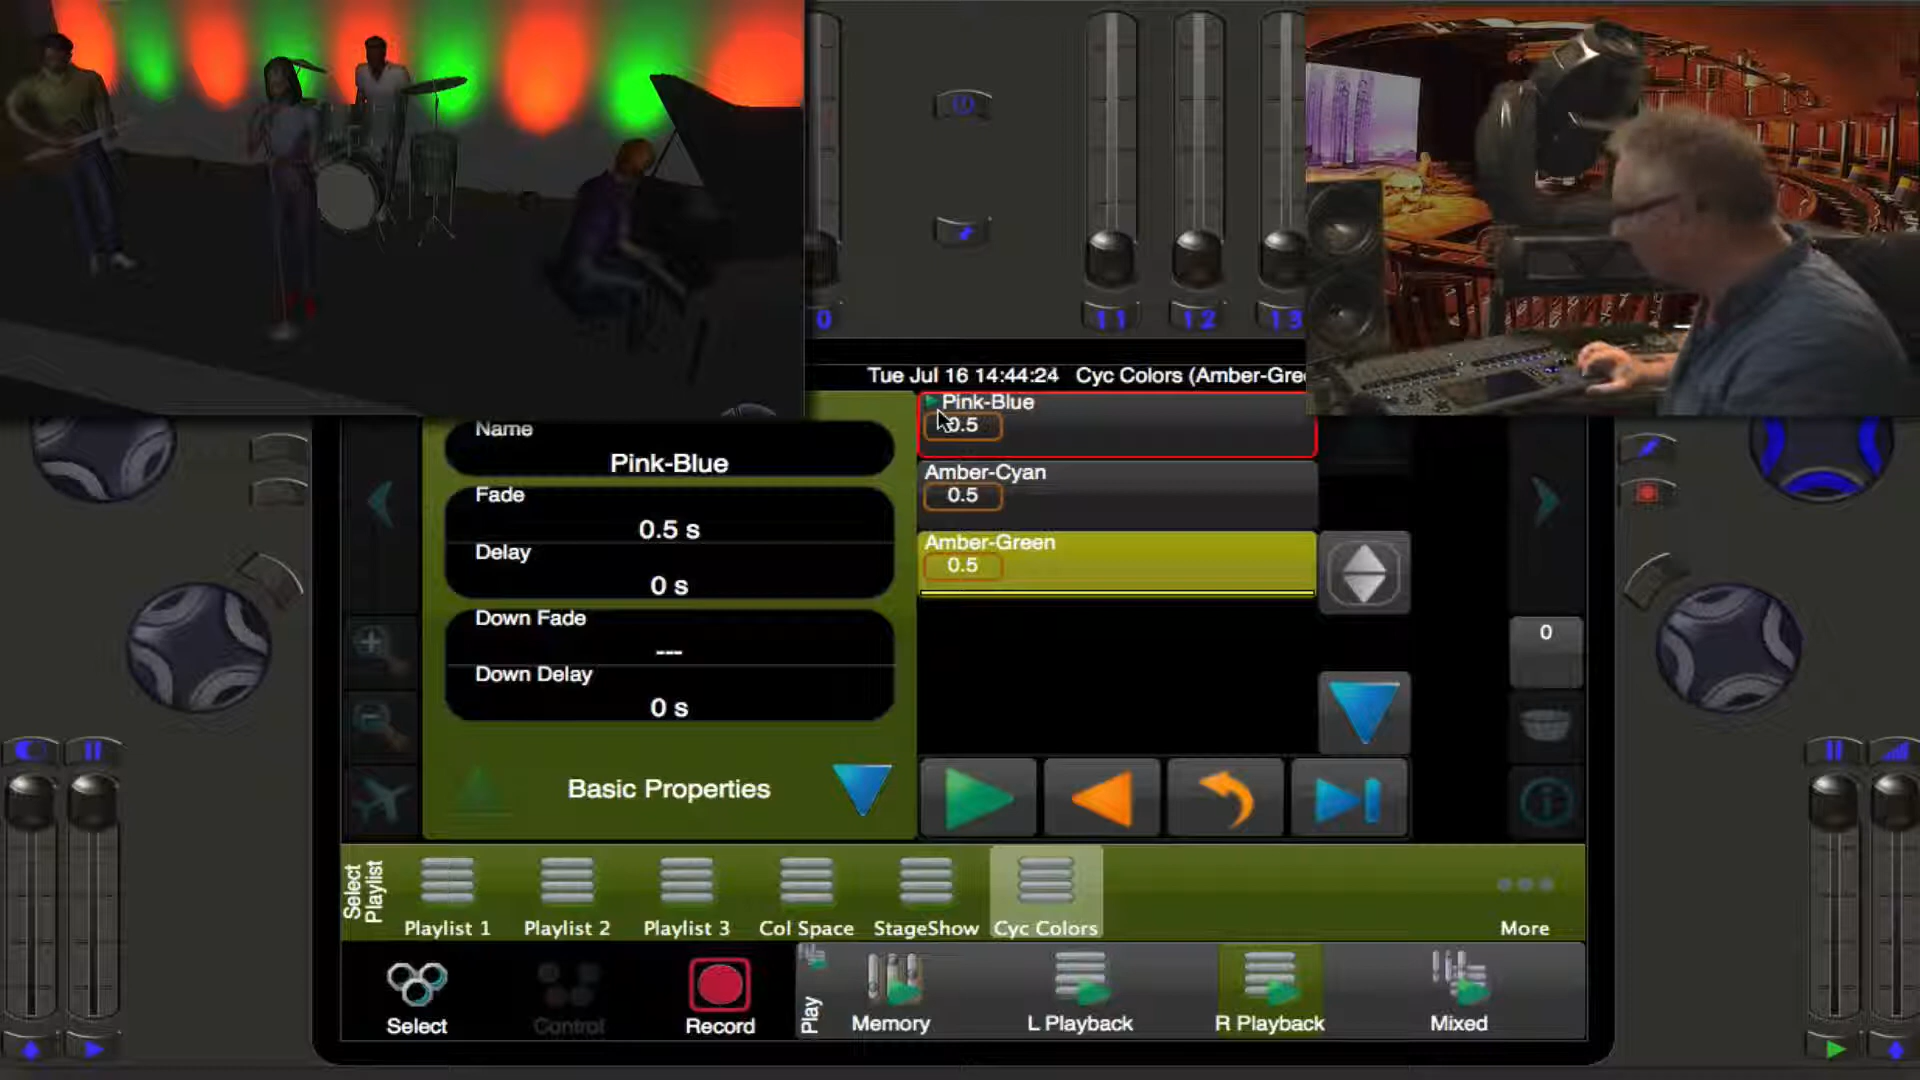 0
11
12
13
Tue Jul 16 14:44:24 Cyc Colors (Amber-Gre
Name
Pink-Blue
Fade
0.5 s
Delay
0 s
Down Fade
---
Down Delay
0 s
Basic Properties
Pink-Blue
0.5
Amber-Cyan
0.5
Amber-Green
0.5
0
Select Playlist
Playlist 1
Playlist 2
Playlist 3
Col Space
StageShow
Cyc Colors
More
Select
Control
Record
Play
Memory
L Playback
R Playback
Mixed